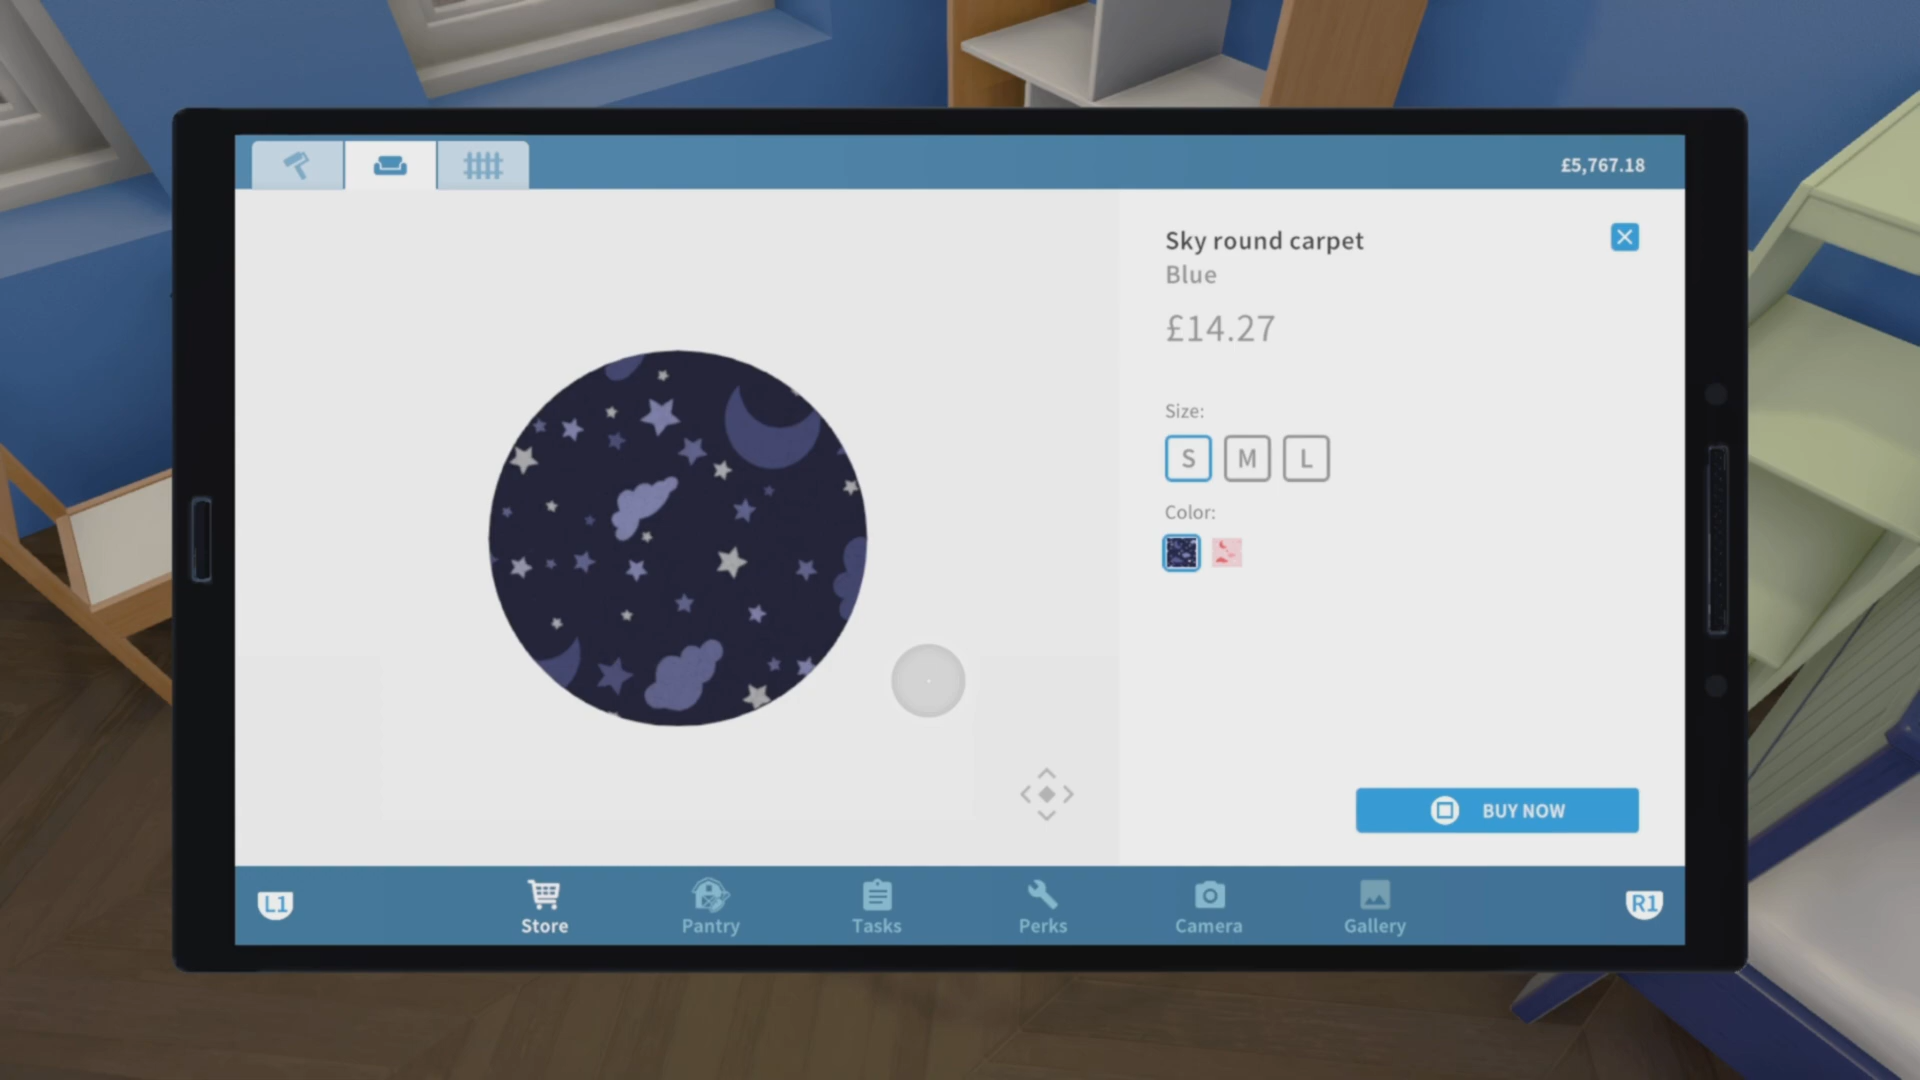 £5,767.18
Sky round carpet
Blue
£14.27
Size:
S M L
Color:
BUY NOW
L1
Store
Pantry
Tasks
Perks
Camera
Gallery
R1